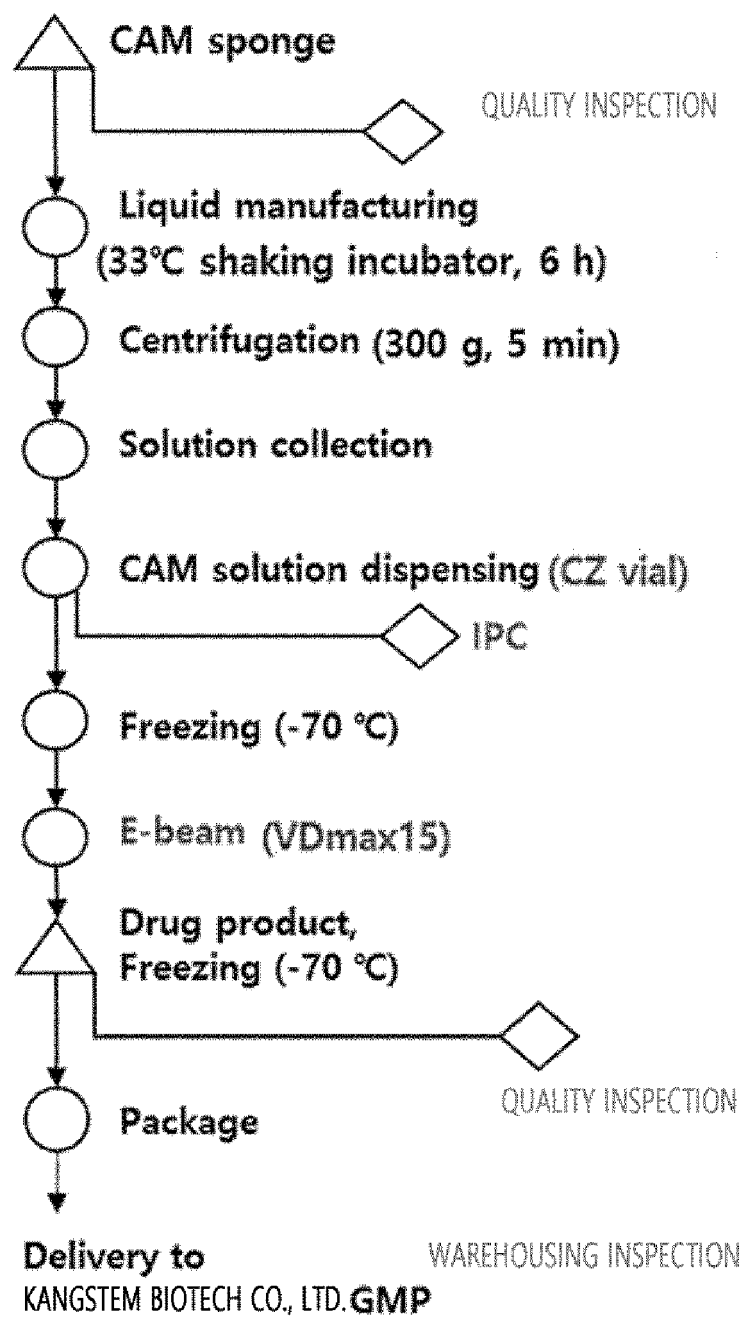 CAM sponge
QUALITY INSPECTION
Liquid manufacturing
(33℃ shaking incubator, 6 h)
Centrifugation (300 g, 5 min)
Solution collection
CAM solution dispensing (CZ vial)
IPC
Freezing (-70 ℃)
E-beam (VDmax15)
Drug product,
Freezing (-70 ℃)
QUALITY INSPECTION
Package
Delivery to
WAREHOUSING INSPECTION
KANGSTEM BIOTECH CO., LTD. GMP